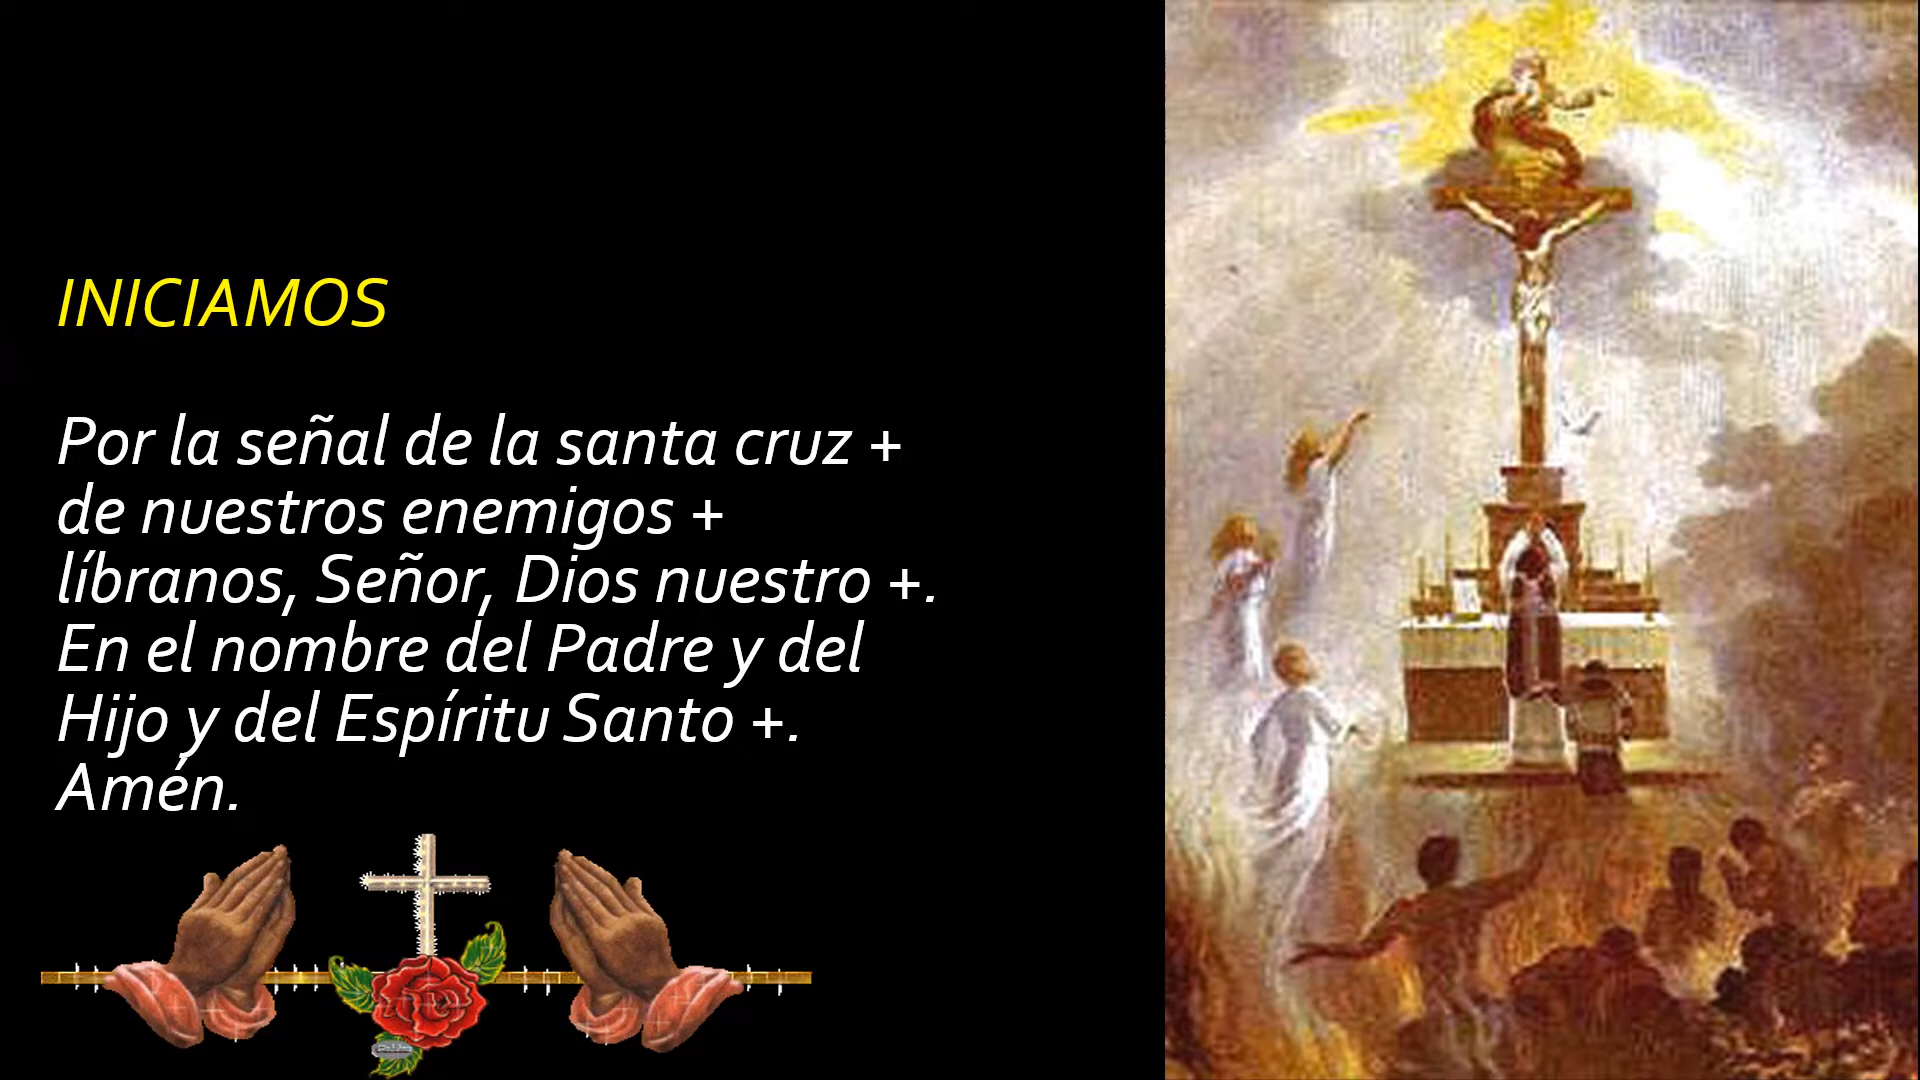 INICIAMOS
Por la señal de la santa cruz +
de nuestros enemigos +
líbranos, Señor, Dios nuestro +.
En el nombre del Padre y del
Hijo y del Espíritu Santo +.
Amén.